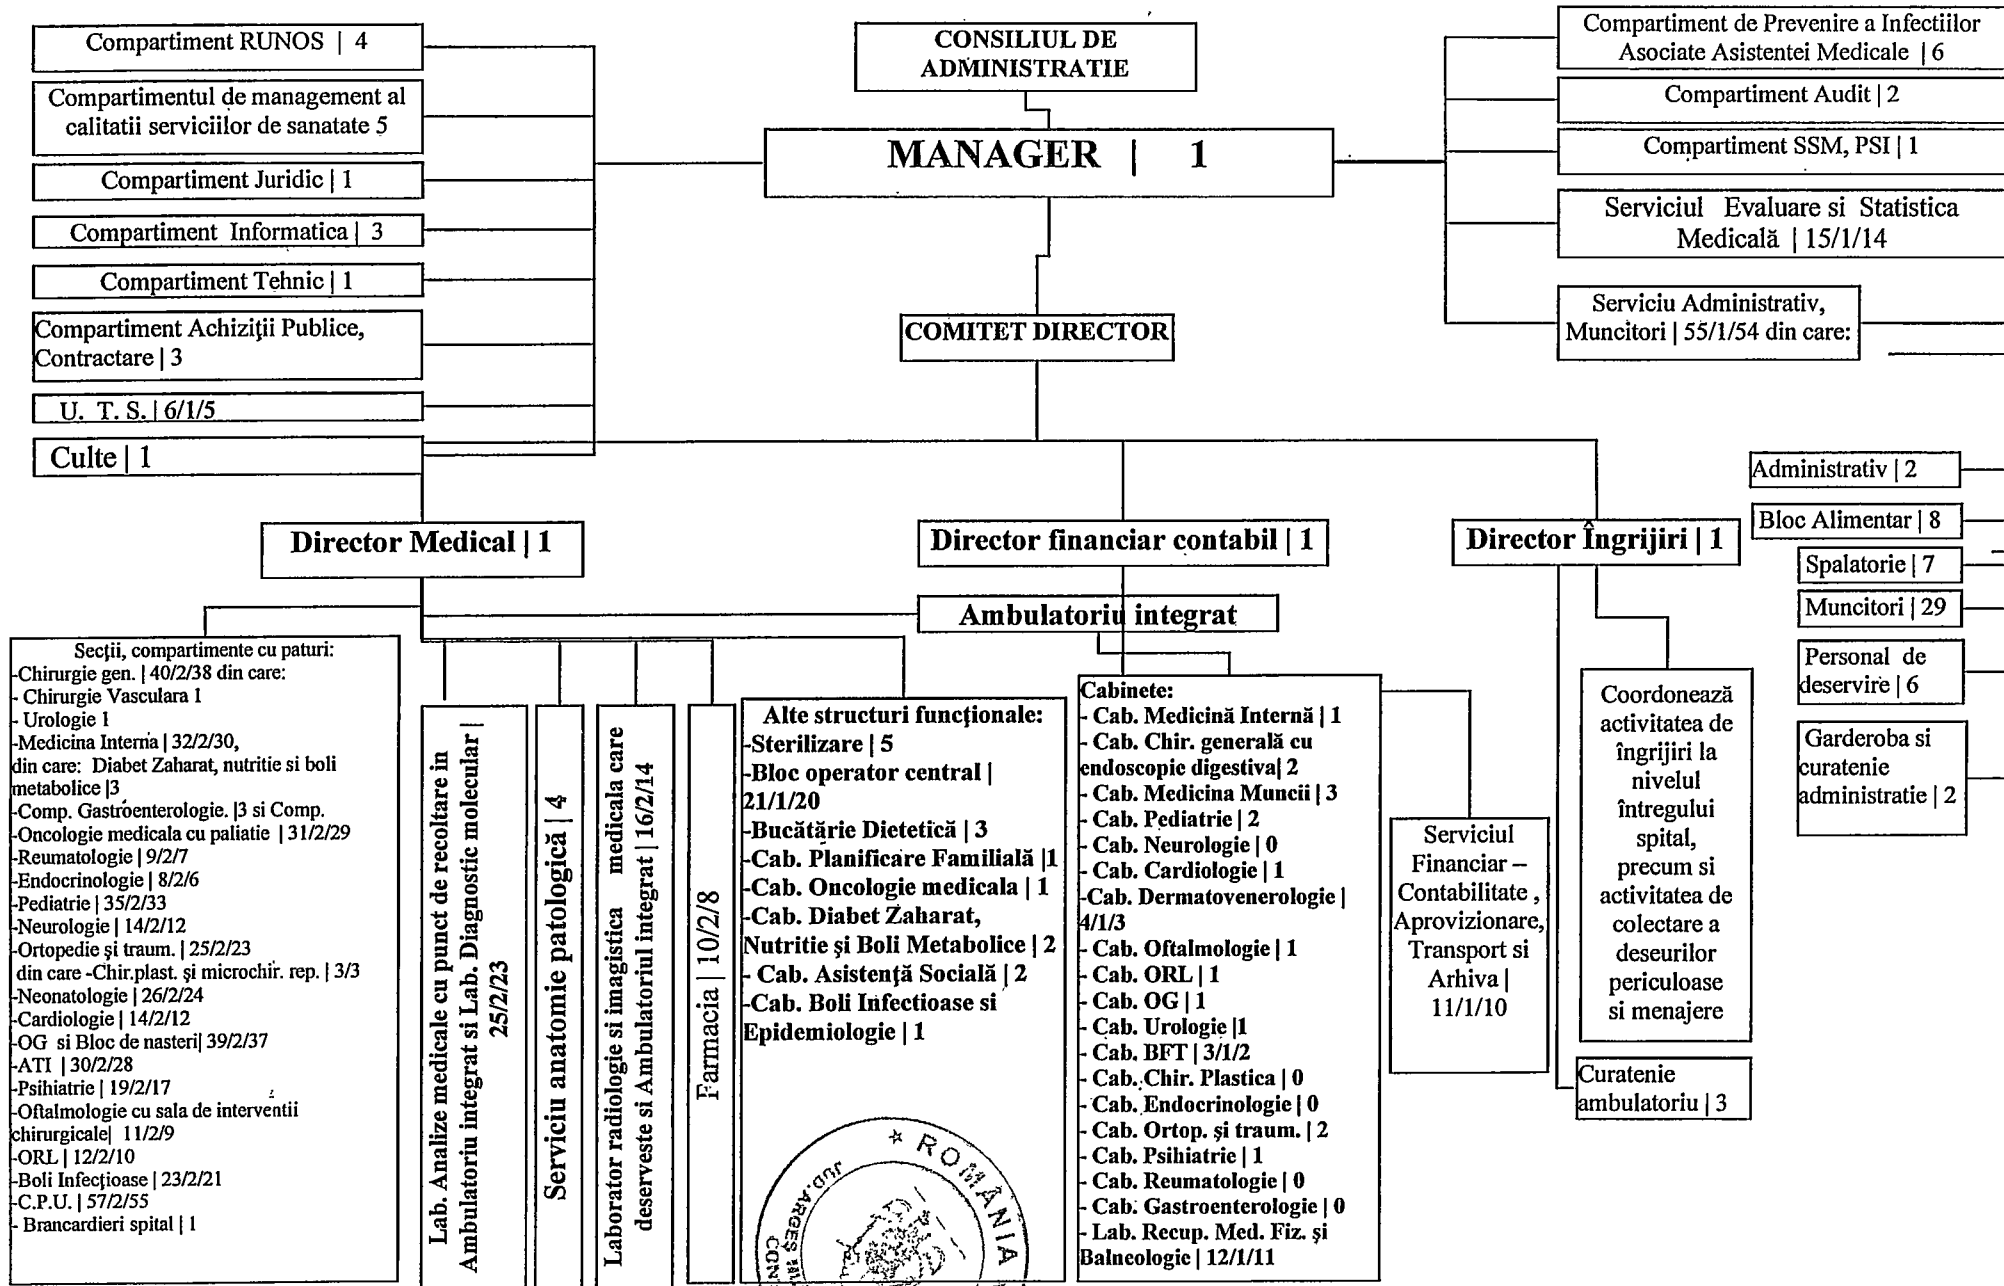 Compartiment RUNOS | 4
Compartimentul de management al
calitatii serviciilor de sanatate 5
Compartiment Juridic | 1
Compartiment Informatica | 3
Compartiment Tehnic | 1
Compartiment Achiziţii Publice,
Contractare | 3
U. T. S. | 6/1/5
Culte | 1
CONSILIUL DE
ADMINISTRATIE
MANAGER | 1
COMITET DIRECTOR
Compartiment de Prevenire a Infectiilor
Asociate Asistentei Medicale | 6
Compartiment Audit | 2
Compartiment SSM, PSI | 1
Serviciul Evaluare si Statistica
Medicală | 15/1/14
Serviciu Administrativ,
Muncitori | 55/1/54 din care:
Administrativ | 2
Bloc Alimentar | 8
Spalatorie | 7
Muncitori | 29
Personal de
deservire | 6
Garderoba si
curatenie
administratie | 2
Director Medical | 1
Director financiar contabil | 1
Director Îngrijiri | 1
Ambulatoriu integrat
Secţii, compartimente cu paturi:
-Chirurgie gen. | 40/2/38 din care:
- Chirurgie Vasculara 1
- Urologie 1
-Medicina Interna | 32/2/30,
din care: Diabet Zaharat, nutritie si boli
metabolice |3
-Comp. Gastroenterologie. |3 si Comp.
-Oncologie medicala cu paliatie | 31/2/29
-Reumatologie | 9/2/7
-Endocrinologie | 8/2/6
-Pediatrie | 35/2/33
-Neurologie | 14/2/12
-Ortopedie şi traum. | 25/2/23
din care -Chir.plast. şi microchir. rep. | 3/3
-Neonatologie | 26/2/24
-Cardiologie | 14/2/12
-OG si Bloc de nasteri| 39/2/37
-ATI | 30/2/28
-Psihiatrie | 19/2/17
-Oftalmologie cu sala de interventii
chirurgicale| 11/2/9
-ORL | 12/2/10
-Boli Infecţioase | 23/2/21
-C.P.U. | 57/2/55
- Brancardieri spital | 1
Lab. Analize medicale cu punct de recoltare in
Ambulatoriu integrat si Lab. Diagnostic molecular |
25/2/23
Serviciu anatomie patologică | 4
Laborator radiologie si imagistica medicala care
deserveste si Ambulatoriul integrat | 16/2/14
Farmacia | 10/2/8
Alte structuri funcţionale:
-Sterilizare | 5
-Bloc operator central |
21/1/20
-Bucătărie Dietetică | 3
-Cab. Planificare Familială |1
-Cab. Oncologie medicala | 1
-Cab. Diabet Zaharat,
Nutritie şi Boli Metabolice | 2
- Cab. Asistenţă Socială | 2
-Cab. Boli Infectioase si
Epidemiologie | 1
ROMÂNIA
JUD. ARGEŞ
Cabinete:
- Cab. Medicină Internă | 1
- Cab. Chir. generală cu
endoscopie digestiva| 2
- Cab. Medicina Muncii | 3
- Cab. Pediatrie | 2
- Cab. Neurologie | 0
- Cab. Cardiologie | 1
-Cab. Dermatovenerologie |
4/1/3
- Cab. Oftalmologie | 1
- Cab. ORL | 1
- Cab. OG | 1
- Cab. Urologie |1
- Cab. BFT | 3/1/2
- Cab. Chir. Plastica | 0
- Cab. Endocrinologie | 0
- Cab. Ortop. şi traum. | 2
- Cab. Psihiatrie | 1
- Cab. Reumatologie | 0
- Cab. Gastroenterologie | 0
- Lab. Recup. Med. Fiz. şi
Balneologie | 12/1/11
Serviciul
Financiar –
Contabilitate ,
Aprovizionare,
Transport si
Arhiva |
11/1/10
Coordonează
activitatea de
îngrijiri la
nivelul
întregului
spital,
precum si
activitatea de
colectare a
deseurilor
periculoase
si menajere
Curatenie
ambulatoriu | 3